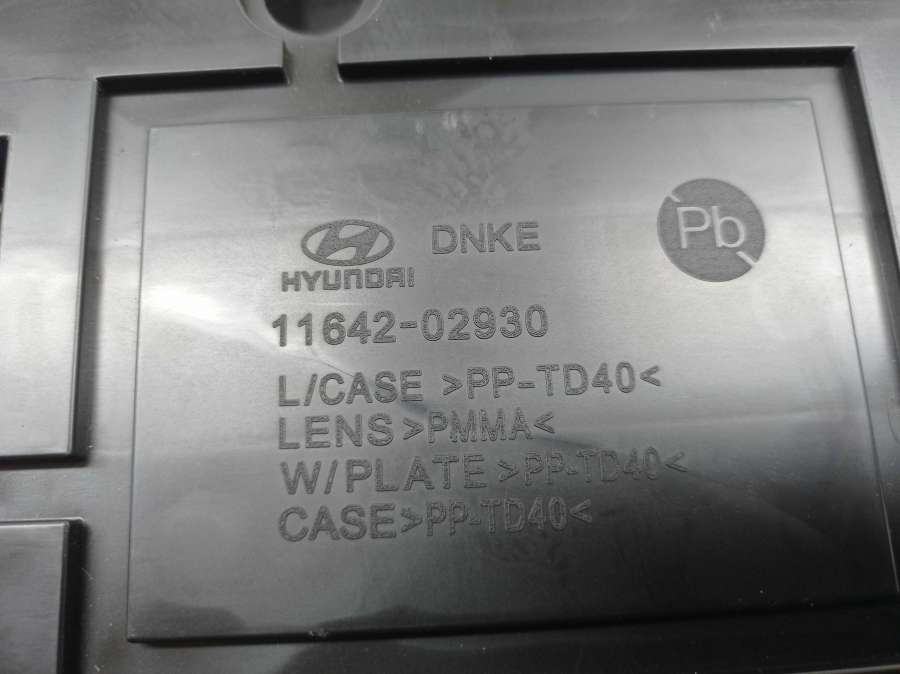 HYUNDAI DNKE
Pb
11642-02930
L/CASE >PP-TD40<
LENS>PMMA<
W/PLATE >PP-TD40<
CASE>PP-TD40<